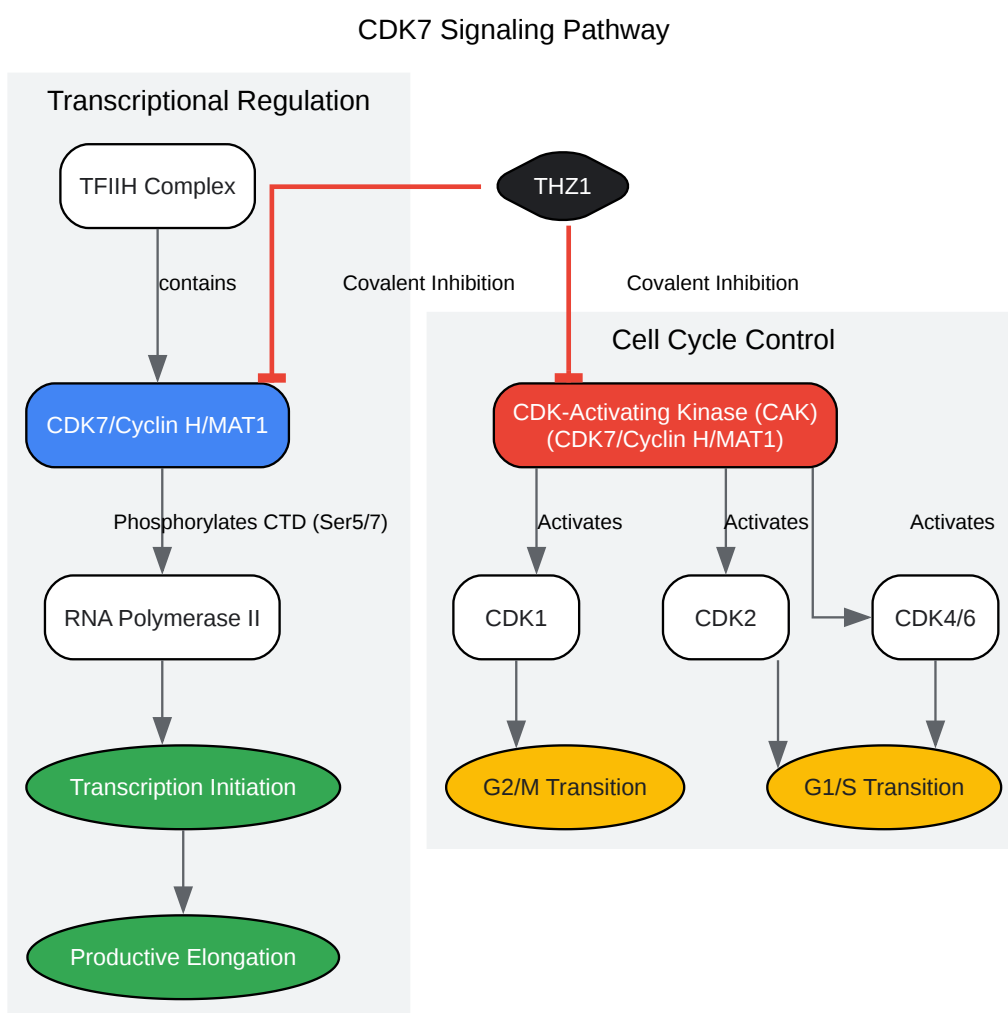 CDK7 Signaling Pathway
Transcriptional Regulation
TFIIH Complex
THZ1
contains
Covalent Inhibition
Covalent Inhibition
Cell Cycle Control
CDK7/Cyclin H/MAT1
CDK-Activating Kinase (CAK)
(CDK7/Cyclin H/MAT1)
Phosphorylates CTD (Ser5/7)
Activates
Activates
Activates
RNA Polymerase II
CDK1
CDK2
CDK4/6
Transcription Initiation
G2/M Transition
G1/S Transition
Productive Elongation